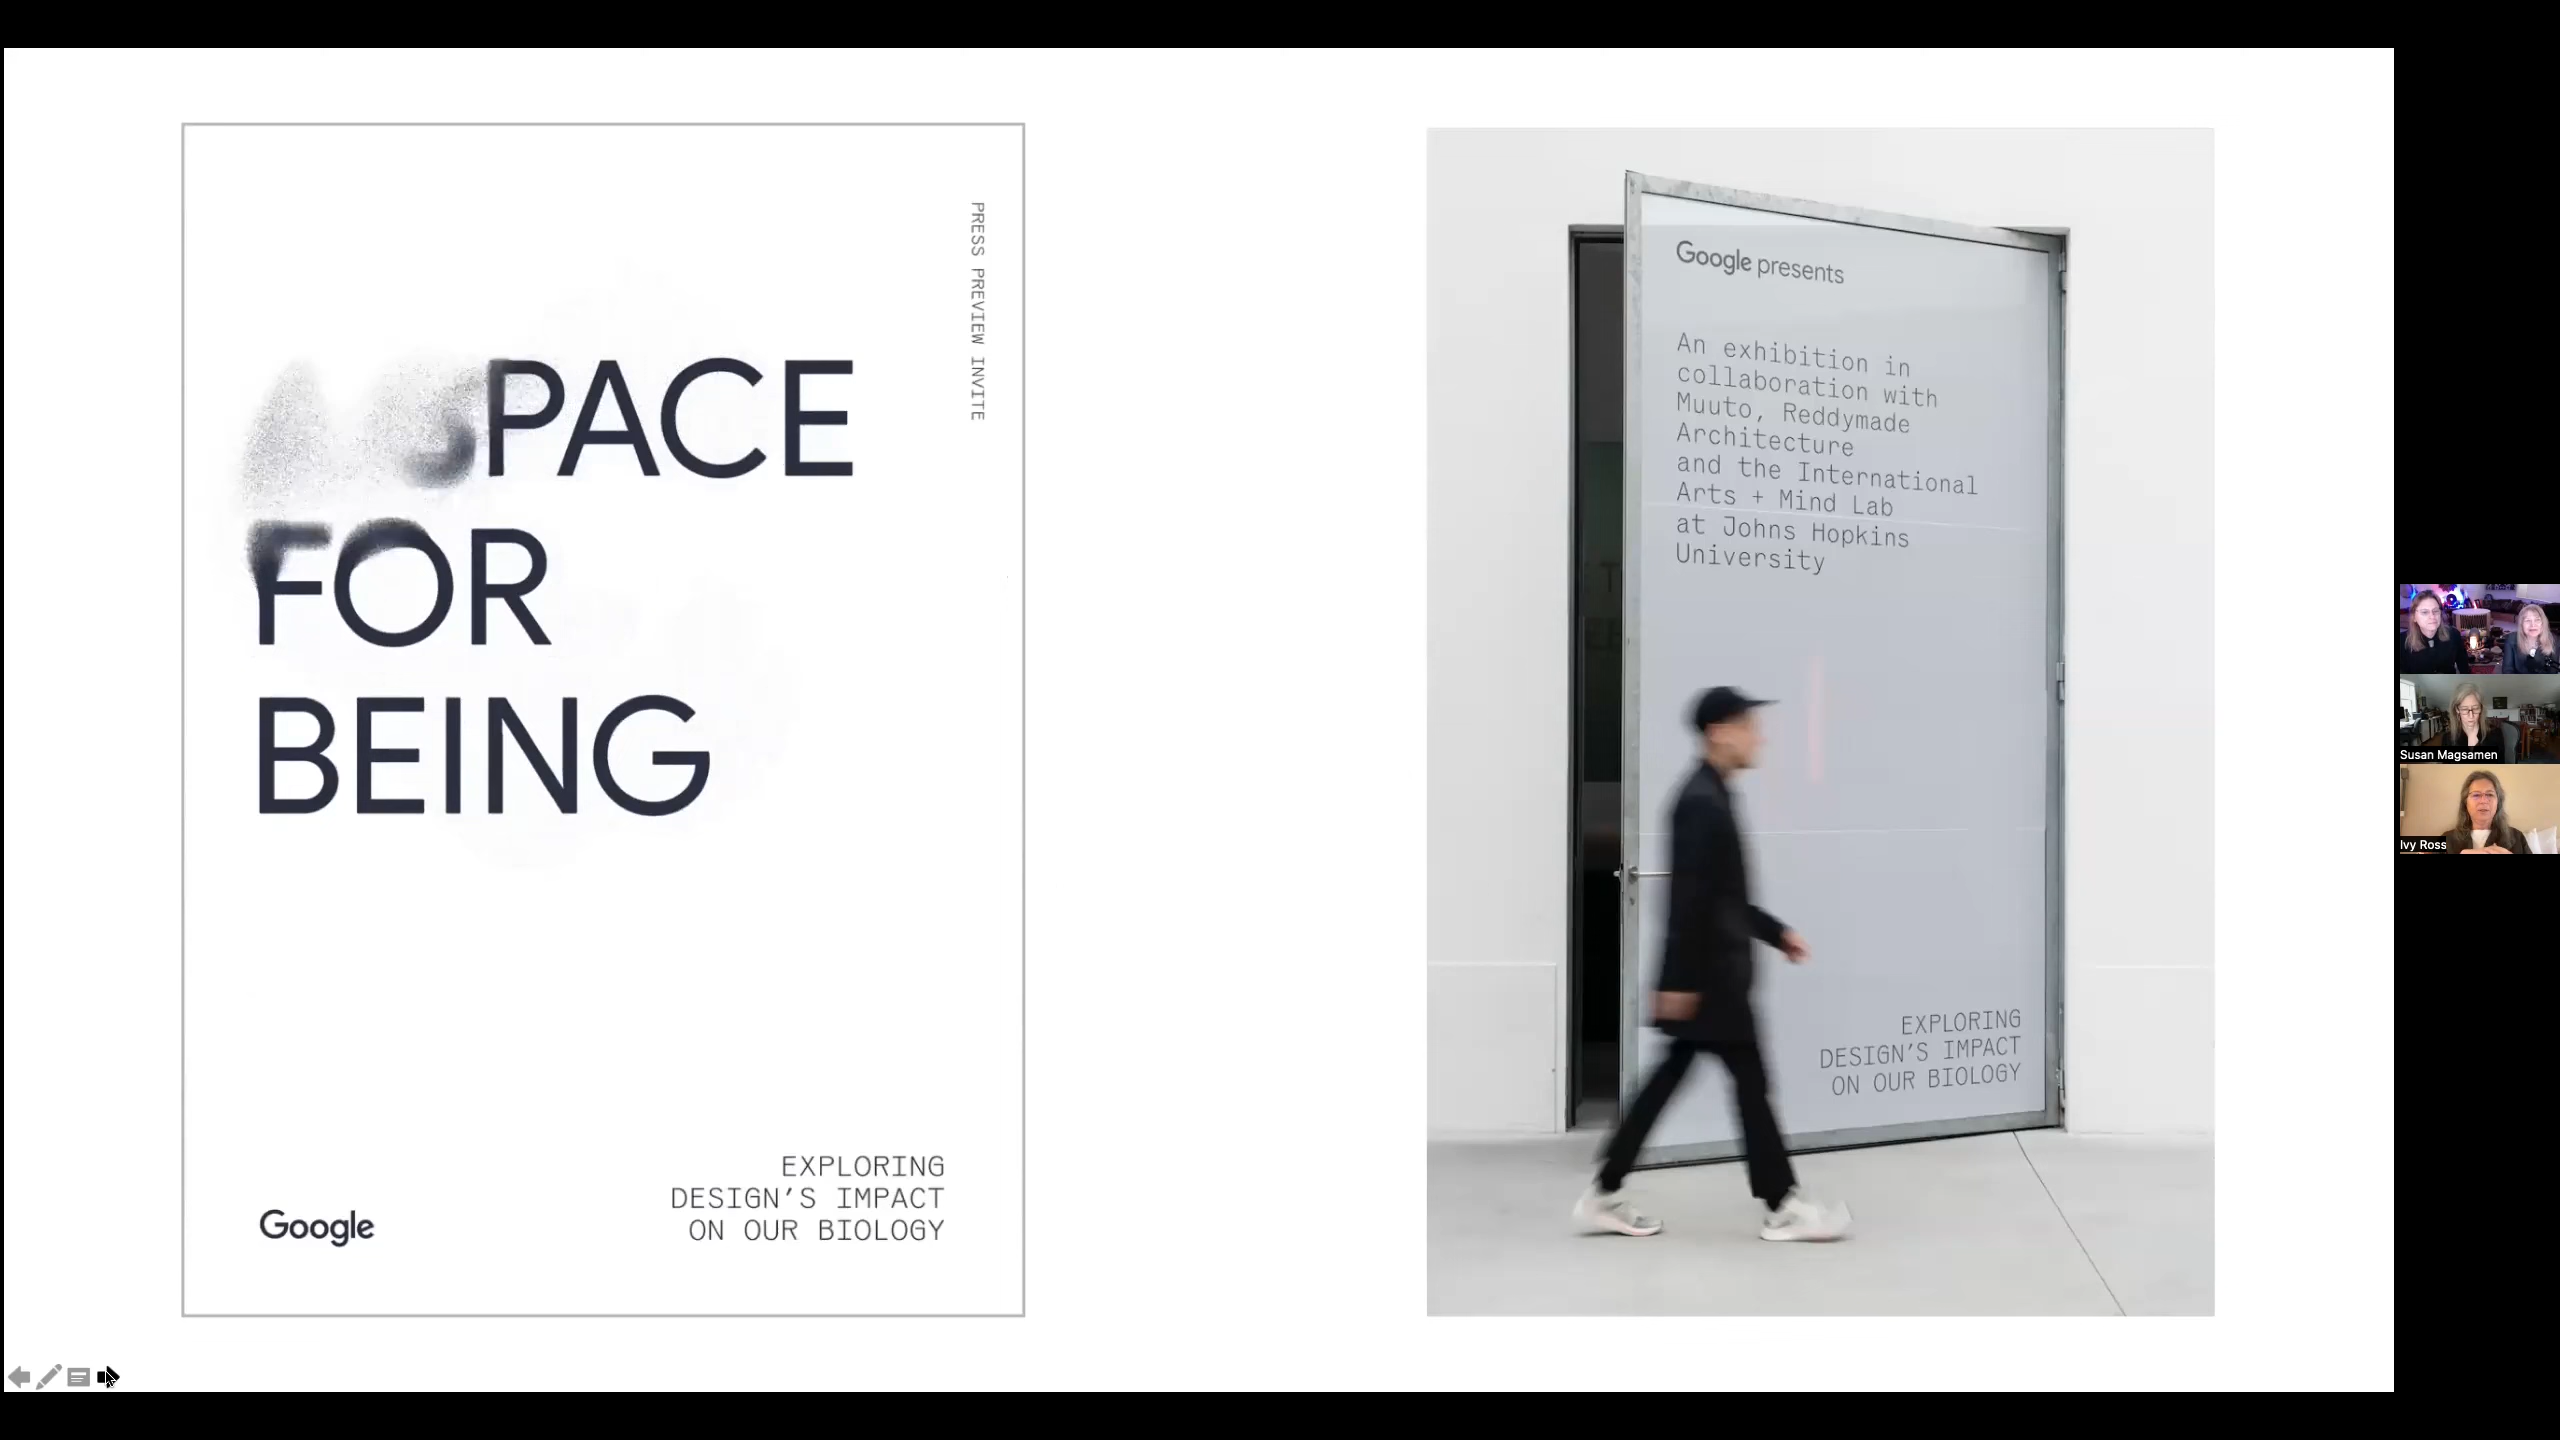 PRESS PREVIEW INVITE
A SPACE
FOR
BEING
Google
EXPLORING
DESIGN'S IMPACT
ON OUR BIOLOGY
Google presents
An exhibition in
collaboration with
Muuto, Reddymade
Architecture
and the International
Arts + Mind Lab
at Johns Hopkins
University
EXPLORING
DESIGN'S IMPACT
ON OUR BIOLOGY
Susan Magsamen
Ivy Ross